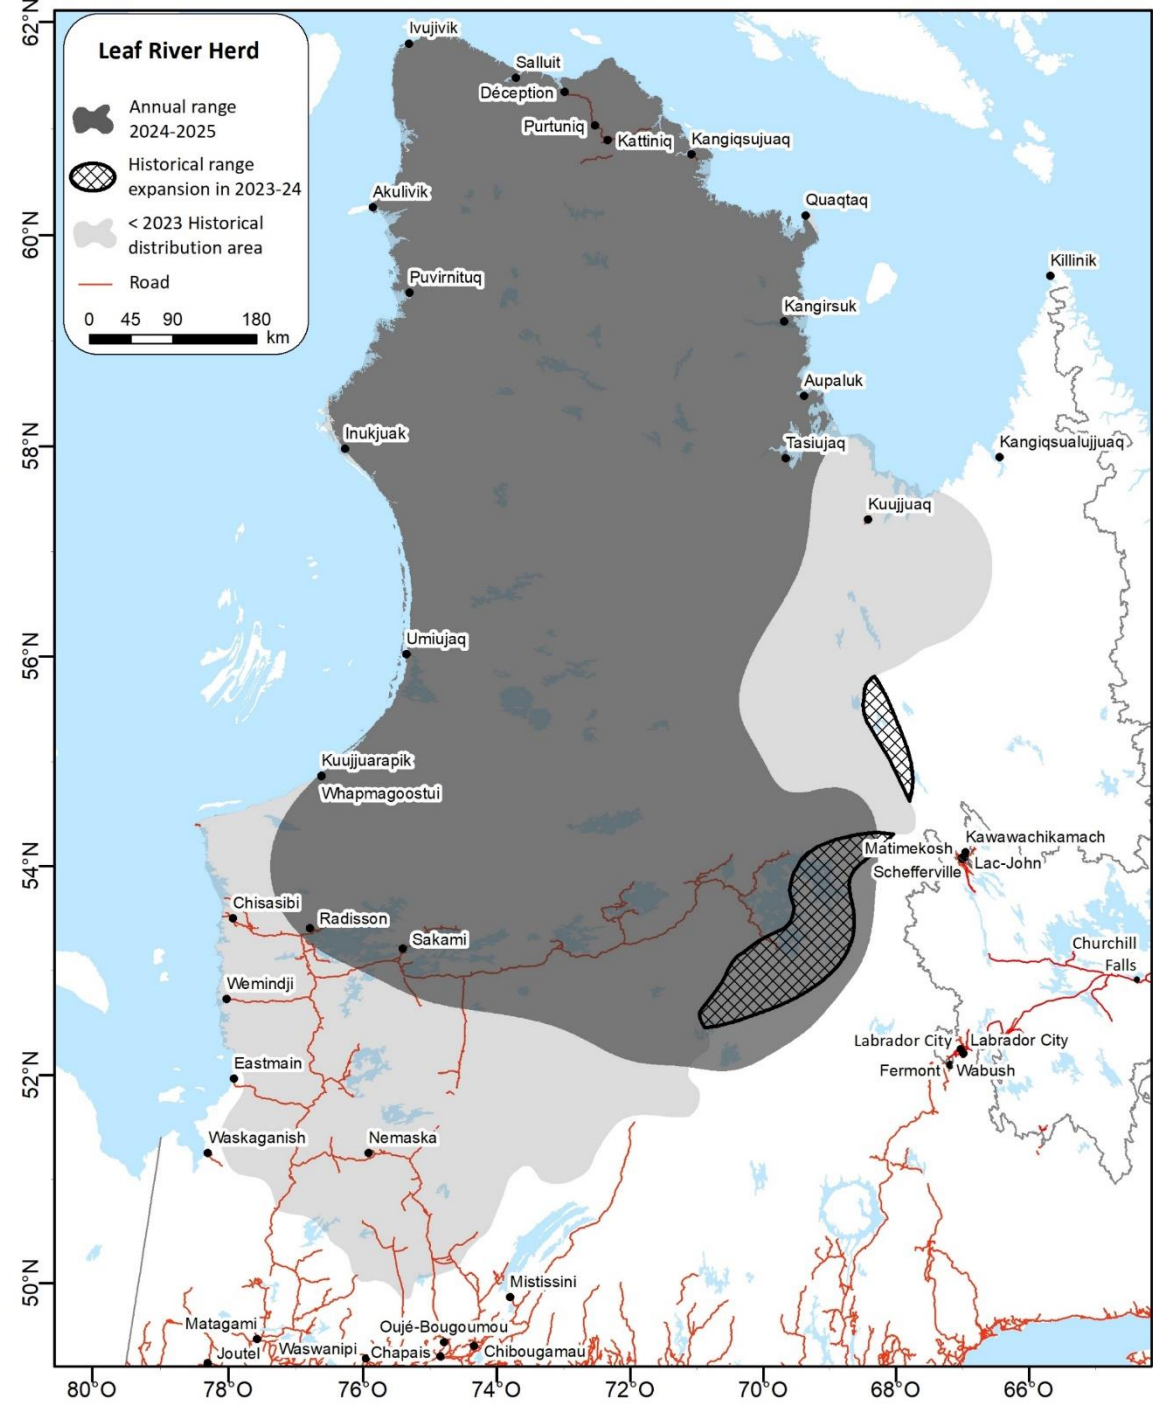 Leaf River Herd
Annual range
2024-2025
Historical range
expansion in 2023-24
< 2023 Historical
distribution area
Road
0 45 90 180
km
62°N
60°N
58°N
56°N
54°N
52°N
50°N
Ivujivik
Salluit
Déception
Purtuniq
Kattiniq
Kangiqsujuaq
Akulivik
Quaqtaq
Killinik
Puvirnituq
Kangirsuk
Aupaluk
Inukjuak
Tasiujaq
Kangiqsualujjuaq
Kuujjuaq
Umiujaq
Kuujjuarapik
Whapmagoostui
Kawawachikamach
Matimekosh
Lac-John
Schefferville
Chisasibi
Radisson
Sakami
Churchill
Falls
Wemindji
Labrador City
Labrador City
Fermont
Wabush
Eastmain
Waskaganish
Nemaska
Mistissini
Matagami
Oujé-Bougoumou
Joutel
Waswanipi
Chapais
Chibougamau
80°O 78°O 76°O 74°O 72°O 70°O 68°O 66°O